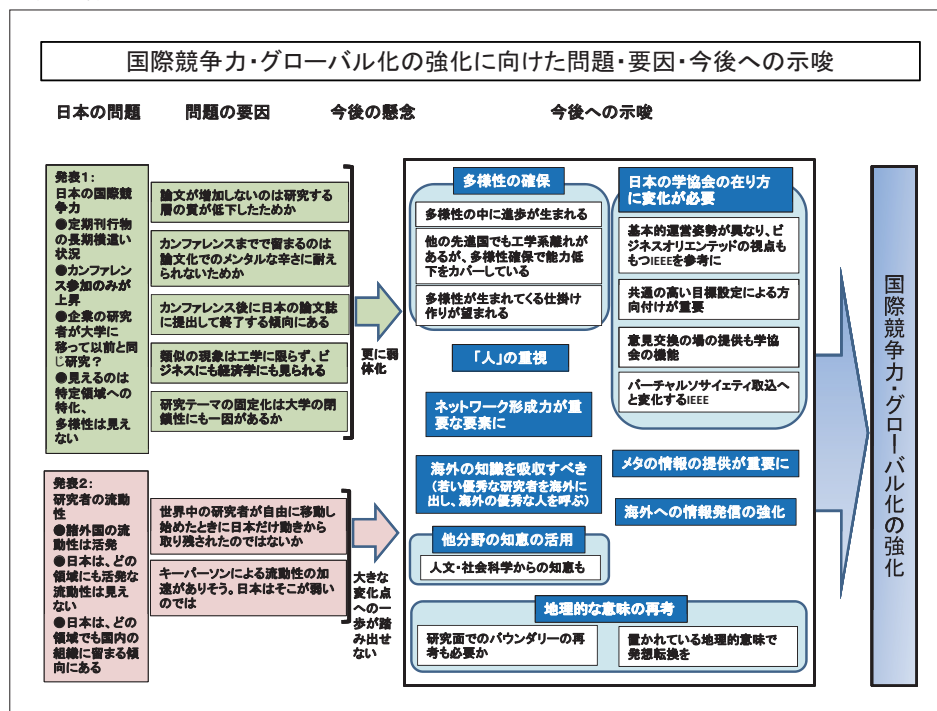 国際競争力・グローバル化の強化に向けた問題・要因・今後への示唆
日本の問題
問題の要因
今後の懸念
今後への示唆
発表1:
日本の国際競
争力
●定期刊行物
の長期横這い
状況
●カンファレン
ス参加のみが
上昇
●企業の研究
者が大学に
移って以前と同
じ研究?
●見えるのは
特定領域への
特化、
多様性は見え
ない
論文が増加しないのは研究する
層の質が低下したためか
カンファレンスまでで留まるのは
論文化でのメンタルな辛さに耐え
られないためか
カンファレンス後に日本の論文誌
に提出して終了する傾向にある
類似の現象は工学に限らず、ビ
ジネスにも経済学にも見られる
研究テーマの固定化は大学の閉
鎖性にも一因があるか
更に弱
体化
発表2:
研究者の流動
性
●諸外国の流
動性は活発
●日本は、どの
領域にも活発な
流動性は見え
ない
●日本は、どの
領域でも国内の
組織に留まる傾
向にある
世界中の研究者が自由に移動し
始めたときに日本だけ動きから
取り残されたのではないか
キーパーソンによる流動性の加
速がありそう。日本はそこが弱い
のでは
大きな
変化点
への一
歩が踏
み出せ
ない
多様性の確保
多様性の中に進歩が生まれる
他の先進国でも工学系離れ
があるが、多様性確保で能力低
下をカバーしている
多様性が生まれてくる仕掛け
作りが望まれる
「人」の重視
ネットワーク形成力が重
要な要素に
海外の知識を吸収すべき
(若い優秀な研究者を海外に
出し、海外の優秀な人を呼ぶ)
他分野の知恵の活用
人文・社会科学からの知恵も
日本の学協会の在り方
に変化が必要
基本的運営姿勢が異なり、ビ
ジネスオリエンテッドの視点も
もつIEEEを参考に
共通の高い目標設定による方
向付けが重要
意見交換の場の提供も学協
会の機能
バーチャルソサイェティ取込へ
と変化するIEEE
メタの情報の提供が重要に
海外への情報発信の強化
地理的な意味の再考
研究面でのバウンダリーの再
考も必要か
置かれている地理的意味で
発想転換を
国際競争力・グローバル化の強化